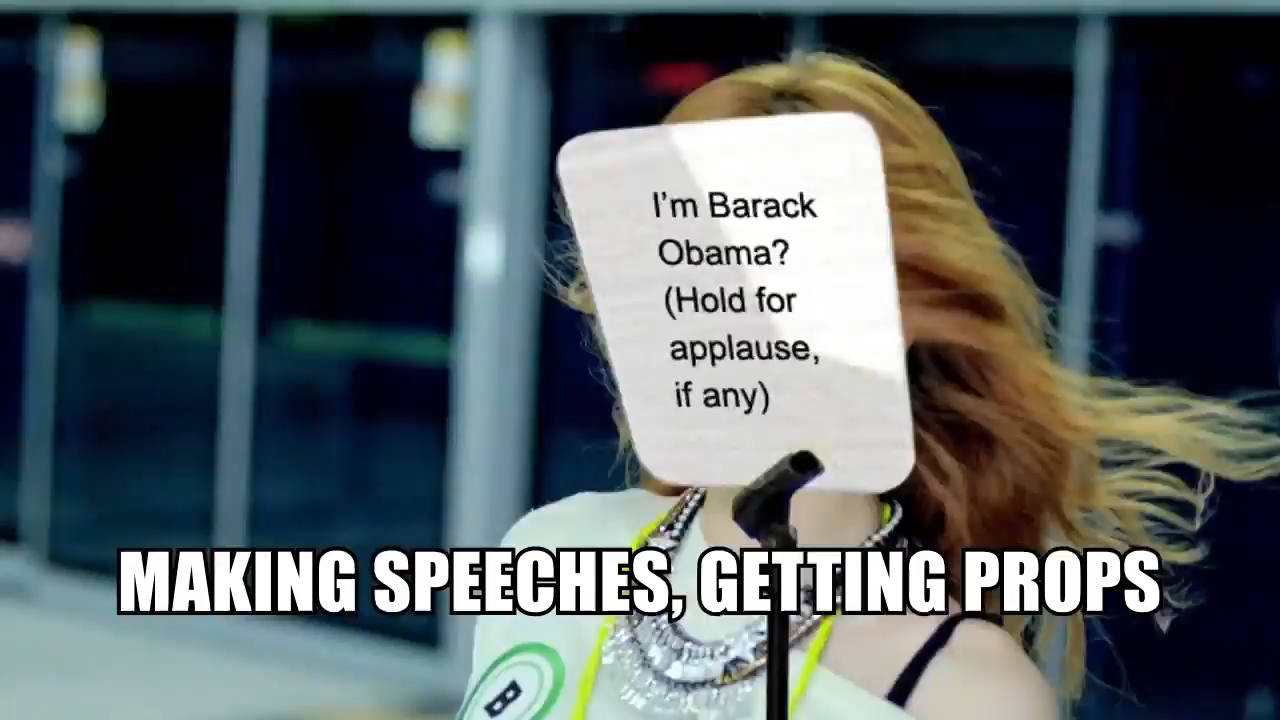 I'm Barack
Obama?
(Hold for
applause,
if any)
MAKING SPEECHES, GETTING PROPS
B